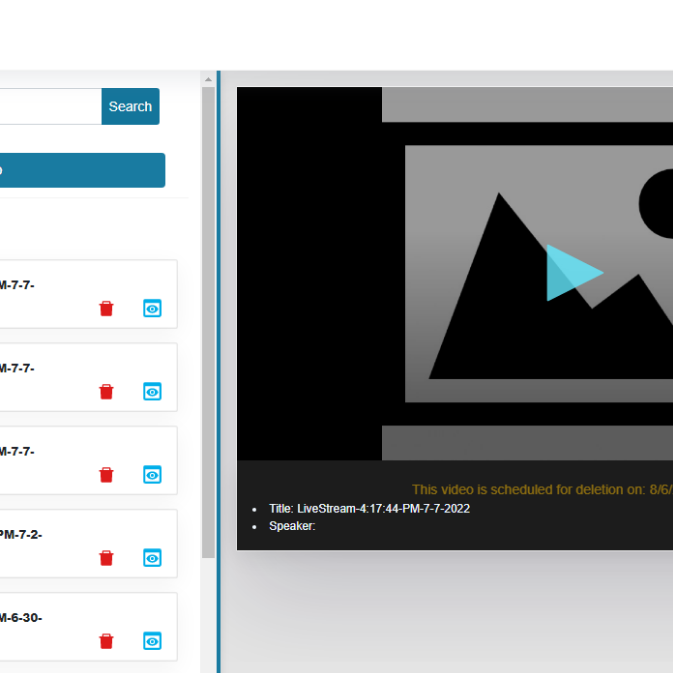 Search
M-7-7-
M-7-7-
M-7-7-
PM-7-2-
M-6-30-
This video is scheduled for deletion on: 8/6/
• Title: LiveStream-4:17:44-PM-7-7-2022
• Speaker: